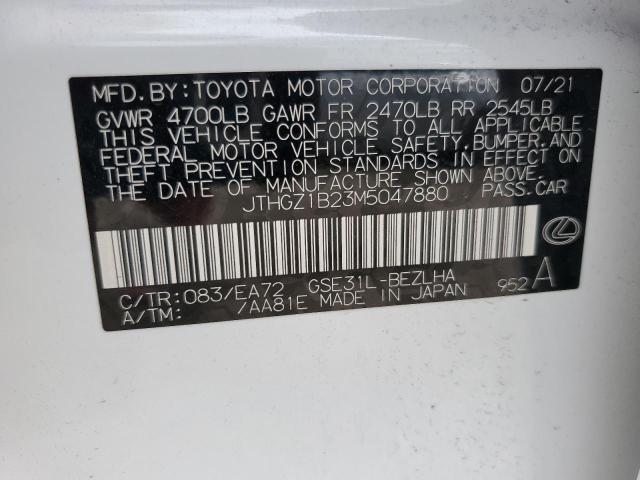 MFD. BY: TOYOTA MOTOR CORPORATION 07/21
GVWR 4700LB GAWR FR 2470LB RR 2545LB
THIS VEHICLE CONFORMS TO ALL APPLICABLE
FEDERAL MOTOR VEHICLE SAFETY, BUMPER, AND
THEFT PREVENTION STANDARDS IN EFFECT ON
THE DATE OF MANUFACTURE SHOWN ABOVE.
JTHGZ1B23M5047880 PASS. CAR
C/TR: 083/EA72 GSE31L-BEZLHA
A/TM: /AA81E MADE IN JAPAN 952 A